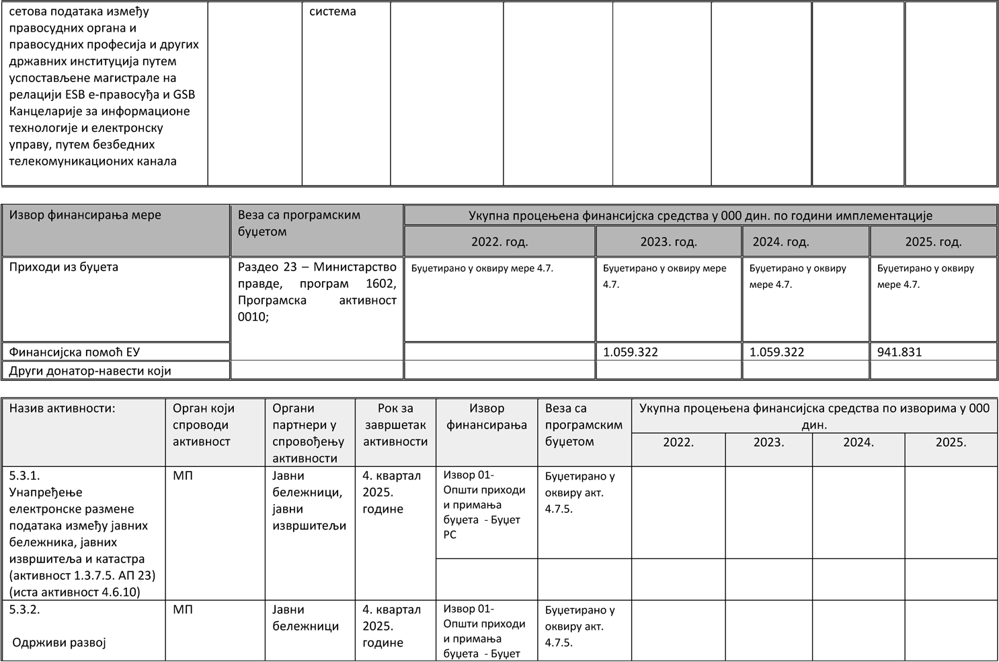 сетова података између
правосудних органа и
правосудних професија и других
државних институција путем
успостављене магистрале на
релацији ESB е-правосуђа и GSB
Канцеларије за информационе
технологије и електронску
управу, путем безбедних
телекомуникационих канала
система
Извор финансирања мере
Веза са програмским
буџетом
Укупна процењена финансијска средства у 000 дин. по години имплементације
2022. год.
2023. год.
2024. год.
2025. год.
Приходи из буџета
Раздео 23 – Министарство
правде, програм 1602,
Програмска активност
0010;
Буџетирано у оквиру мере 4.7.
Буџетирано у оквиру мере
4.7.
Буџетирано у оквиру
мере 4.7.
Буџетирано у оквиру
мере 4.7.
Финансијска помоћ ЕУ
1.059.322
1.059.322
941.831
Други донатор-навести који
Назив активности:
Орган који
спроводи
активност
Органи
партнери у
спровођењу
активности
Рок за
завршетак
активности
Извор
финансирања
Веза са
програмским
буџетом
Укупна процењена финансијска средства по изворима у 000
дин.
2022.
2023.
2024.
2025.
5.3.1.
Унапређење
електронске размене
података између јавних
бележника, јавних
извршитеља и катастра
(активност 1.3.7.5. АП 23)
(иста активност 4.6.10)
МП
Јавни
бележници,
јавни
извршитељи
4. квартал
2025.
године
Извор 01-
Општи приходи
и примања
буџета - Буџет
РС
Буџетирано у
оквиру акт.
4.7.5.
5.3.2.
Одрживи развој
МП
Јавни
бележници
4. квартал
2025.
године
Извор 01-
Општи приходи
и примања
буџета - Буџет
Буџетирано у
оквиру акт.
4.7.5.